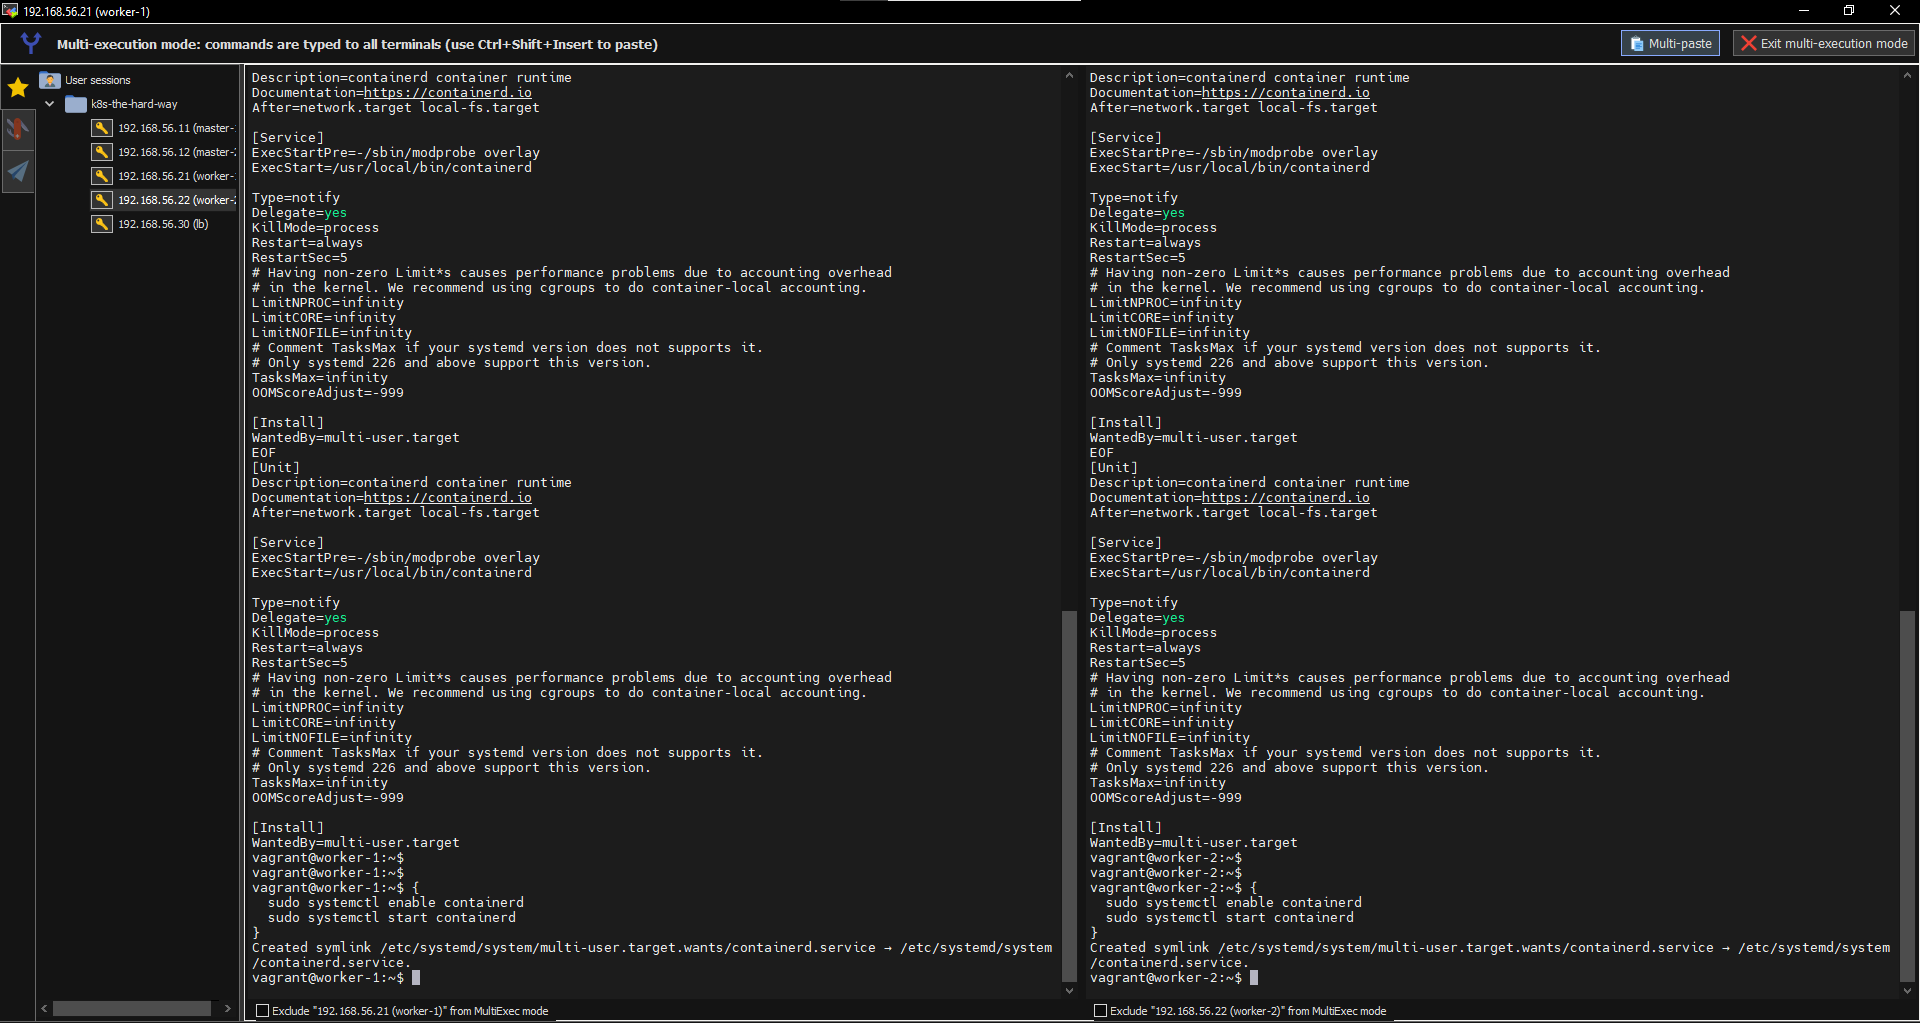 192.168.56.21 (worker-1)
Multi-execution mode: commands are typed to all terminals (use Ctrl+Shift+Insert to paste)
Multi-paste
Exit multi-execution mode
User sessions
k8s-the-hard-way
192.168.56.11 (master-
192.168.56.12 (master-
192.168.56.21 (worker-
192.168.56.22 (worker-
192.168.56.30 (lb)
Description=containerd container runtime
Documentation=https://containerd.io
After=network.target local-fs.target
[Service]
ExecStartPre=-/sbin/modprobe overlay
ExecStart=/usr/local/bin/containerd
Type=notify
Delegate=yes
KillMode=process
Restart=always
RestartSec=5
# Having non-zero Limit*s causes performance problems due to accounting overhead
# in the kernel. We recommend using cgroups to do container-local accounting.
LimitNPROC=infinity
LimitCORE=infinity
LimitNOFILE=infinity
# Comment TasksMax if your systemd version does not supports it.
# Only systemd 226 and above support this version.
TasksMax=infinity
OOMScoreAdjust=-999
[Install]
WantedBy=multi-user.target
EOF
[Unit]
Description=containerd container runtime
Documentation=https://containerd.io
After=network.target local-fs.target
[Service]
ExecStartPre=-/sbin/modprobe overlay
ExecStart=/usr/local/bin/containerd
Type=notify
Delegate=yes
KillMode=process
Restart=always
RestartSec=5
# Having non-zero Limit*s causes performance problems due to accounting overhead
# in the kernel. We recommend using cgroups to do container-local accounting.
LimitNPROC=infinity
LimitCORE=infinity
LimitNOFILE=infinity
# Comment TasksMax if your systemd version does not supports it.
# Only systemd 226 and above support this version.
TasksMax=infinity
OOMScoreAdjust=-999
[Install]
WantedBy=multi-user.target
vagrant@worker-1:~$
vagrant@worker-1:~$
vagrant@worker-1:~$ {
sudo systemctl enable containerd
sudo systemctl start containerd
}
Created symlink /etc/systemd/system/multi-user.target.wants/containerd.service → /etc/systemd/system
/containerd.service.
vagrant@worker-1:~$
Exclude "192.168.56.21 (worker-1)" from MultiExec mode
Description=containerd container runtime
Documentation=https://containerd.io
After=network.target local-fs.target
[Service]
ExecStartPre=-/sbin/modprobe overlay
ExecStart=/usr/local/bin/containerd
Type=notify
Delegate=yes
KillMode=process
Restart=always
RestartSec=5
# Having non-zero Limit*s causes performance problems due to accounting overhead
# in the kernel. We recommend using cgroups to do container-local accounting.
LimitNPROC=infinity
LimitCORE=infinity
LimitNOFILE=infinity
# Comment TasksMax if your systemd version does not supports it.
# Only systemd 226 and above support this version.
TasksMax=infinity
OOMScoreAdjust=-999
[Install]
WantedBy=multi-user.target
EOF
[Unit]
Description=containerd container runtime
Documentation=https://containerd.io
After=network.target local-fs.target
[Service]
ExecStartPre=-/sbin/modprobe overlay
ExecStart=/usr/local/bin/containerd
Type=notify
Delegate=yes
KillMode=process
Restart=always
RestartSec=5
# Having non-zero Limit*s causes performance problems due to accounting overhead
# in the kernel. We recommend using cgroups to do container-local accounting.
LimitNPROC=infinity
LimitCORE=infinity
LimitNOFILE=infinity
# Comment TasksMax if your systemd version does not supports it.
# Only systemd 226 and above support this version.
TasksMax=infinity
OOMScoreAdjust=-999
[Install]
WantedBy=multi-user.target
vagrant@worker-2:~$
vagrant@worker-2:~$
vagrant@worker-2:~$ {
sudo systemctl enable containerd
sudo systemctl start containerd
}
Created symlink /etc/systemd/system/multi-user.target.wants/containerd.service → /etc/systemd/system
/containerd.service.
vagrant@worker-2:~$
Exclude "192.168.56.22 (worker-2)" from MultiExec mode